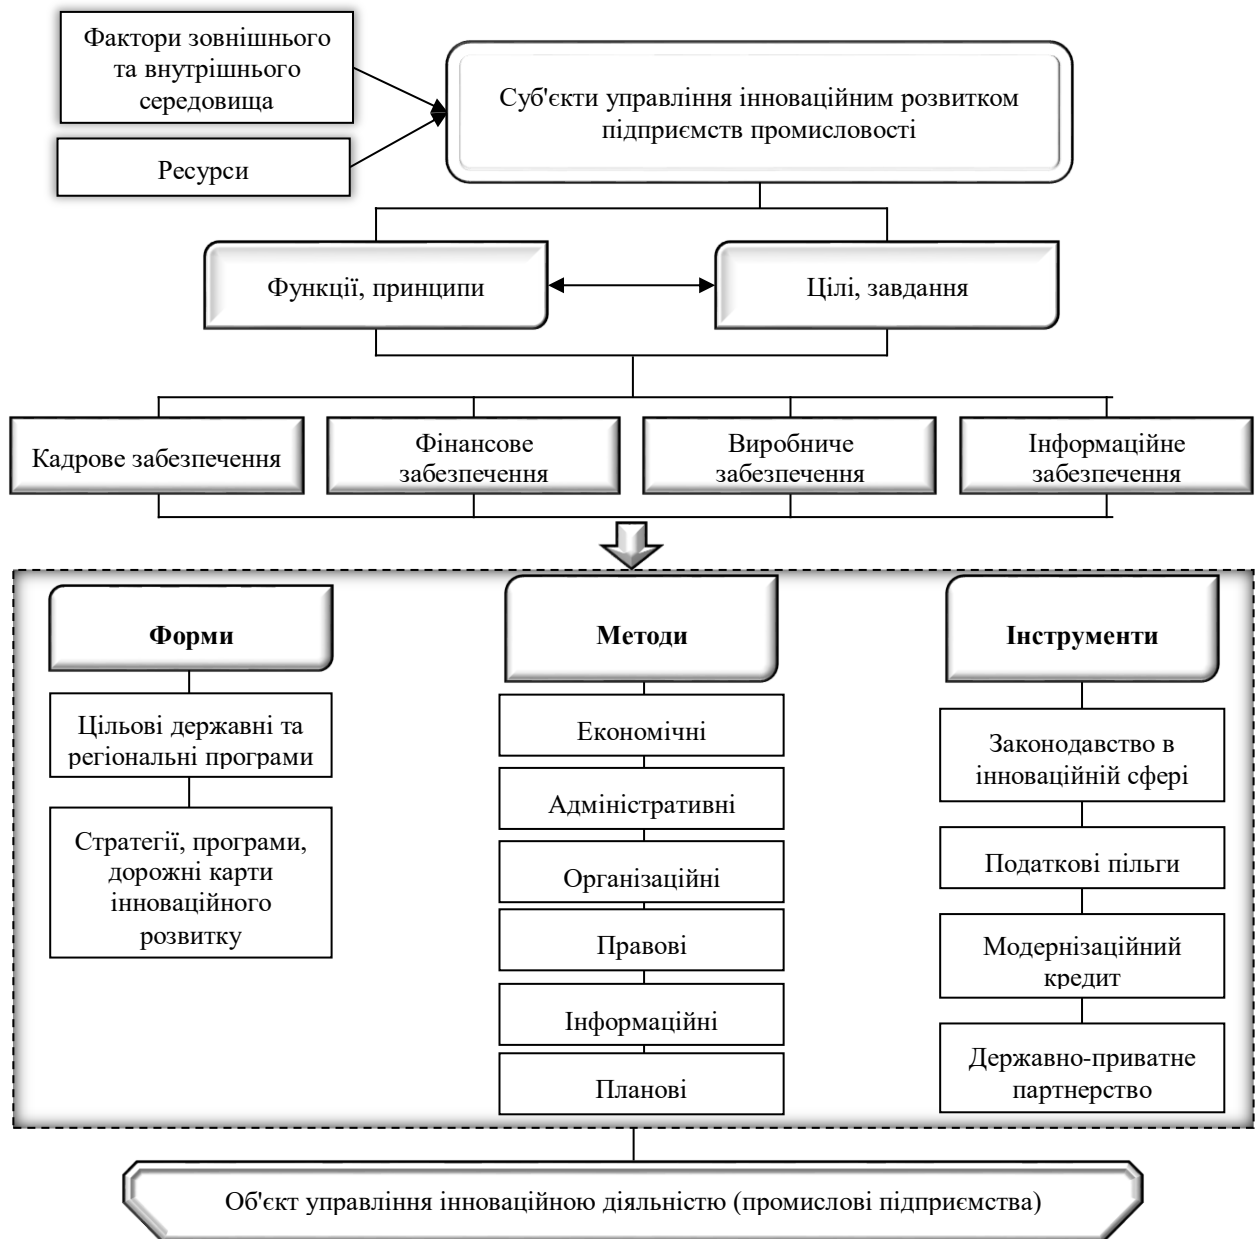 Фактори зовнішнього
та внутрішнього
середовища
Ресурси
Суб'єкти управління інноваційним розвитком
підприємств промисловості
Функції, принципи
Цілі, завдання
Кадрове забезпечення
Фінансове
забезпечення
Виробниче
забезпечення
Інформаційне
забезпечення
Форми
Цільові державні та
регіональні програми
Стратегії, програми,
дорожні карти
інноваційного
розвитку
Методи
Економічні
Адміністративні
Організаційні
Правові
Інформаційні
Планові
Інструменти
Законодавство в
інноваційній сфері
Податкові пільги
Модернізаційний
кредит
Державно-приватне
партнерство
Об'єкт управління інноваційною діяльністю (промислові підприємства)